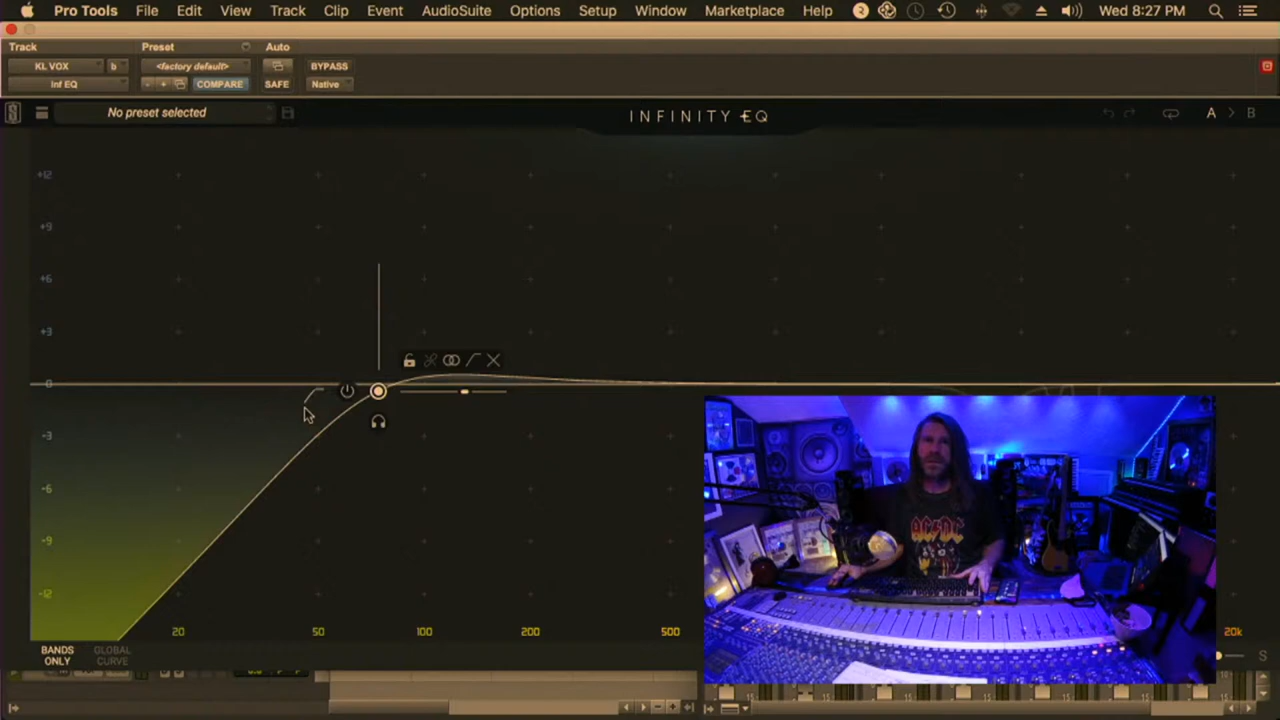 Pro Tools File Edit View Track Clip Event AudioSuite Options Setup Window Marketplace Help Wed 8:27 PM
Track Preset Auto
KL VOX b <factory default> BYPASS
Inf EQ - + COMPARE SAFE Native
No preset selected INFINITY EQ A > B
+12
+9
+6
+3
0
-3
-6
-9
-12
AC/DC
20 50 100 200 500 20k
BANDS ONLY GLOBAL CURVE S